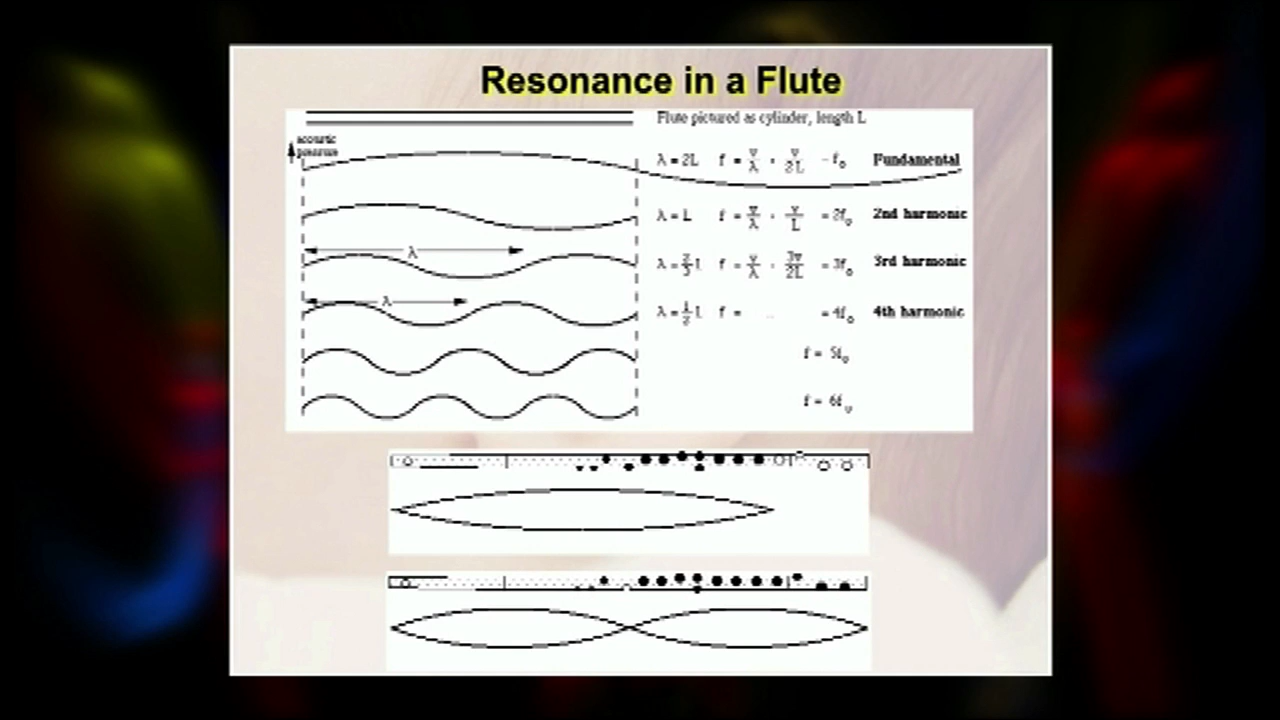 Resonance in a Flute
Flute pictured as cylinder, length L
acoustic
pressure
λ = 2L f = v/λ = v/2L = f₀ Fundamental
λ = L f = v/λ = v/L = 2f₀ 2nd harmonic
λ
λ = 2/3 L f = v/λ = 3v/2L = 3f₀ 3rd harmonic
λ
λ = 1/2 L f = ... = 4f₀ 4th harmonic
f = 5f₀
f = 6f₀